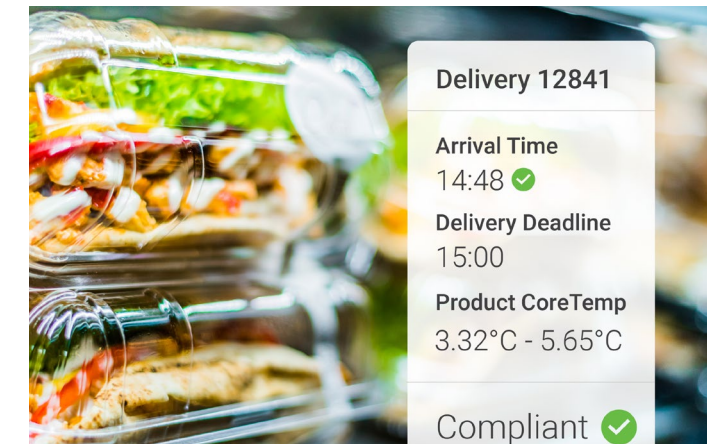 Delivery 12841
Arrival Time
14:48
Delivery Deadline
15:00
Product CoreTemp
3.32°C - 5.65°C
Compliant